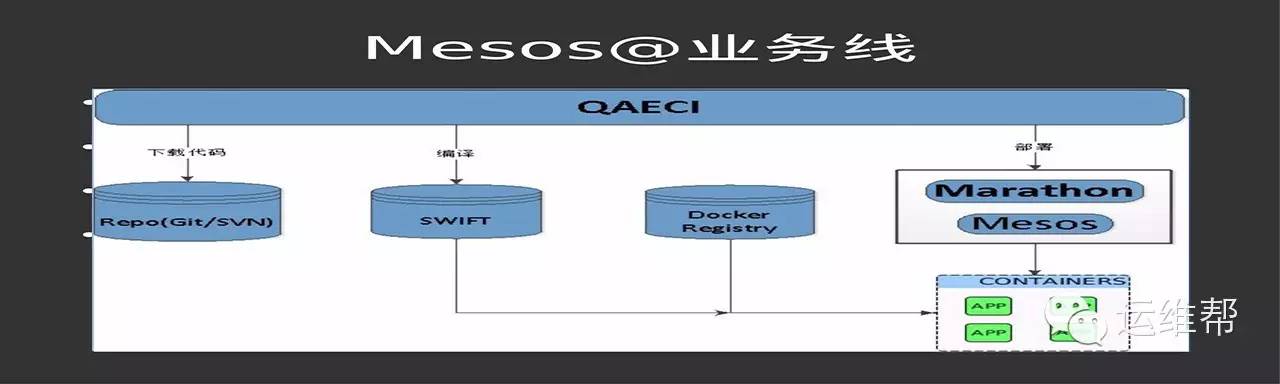 Mesos@业务线
QAECI
下载代码
编译
部署
Repo(Git/SVN)
SWIFT
Docker
Registry
Marathon
Mesos
CONTAINERS
APP
APP
运维帮